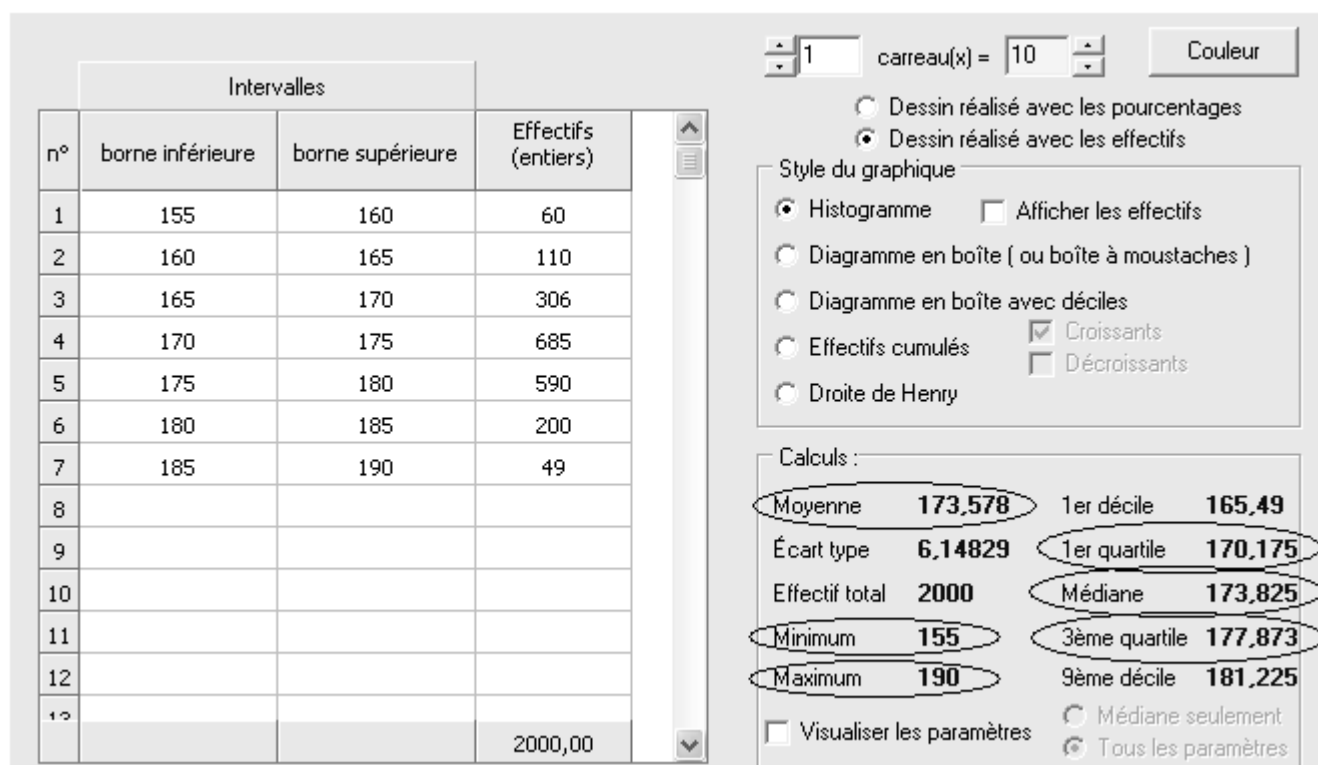 Intervalles
n° borne inférieure borne supérieure Effectifs (entiers)
1 155 160 60
2 160 165 110
3 165 170 306
4 170 175 685
5 175 180 590
6 180 185 200
7 185 190 49
8
9
10
11
12
13
2000,00
1 carreau(x) = 10 Couleur
Dessin réalisé avec les pourcentages
Dessin réalisé avec les effectifs
Style du graphique
Histogramme Afficher les effectifs
Diagramme en boîte ( ou boîte à moustaches )
Diagramme en boîte avec déciles
Effectifs cumulés Croissants
Décroissants
Droite de Henry
Calculs :
Moyenne 173,578 1er décile 165,49
Écart type 6,14829 1er quartile 170,175
Effectif total 2000 Médiane 173,825
Minimum 155 3ème quartile 177,873
Maximum 190 9ème décile 181,225
Visualiser les paramètres Médiane seulement
Tous les paramètres